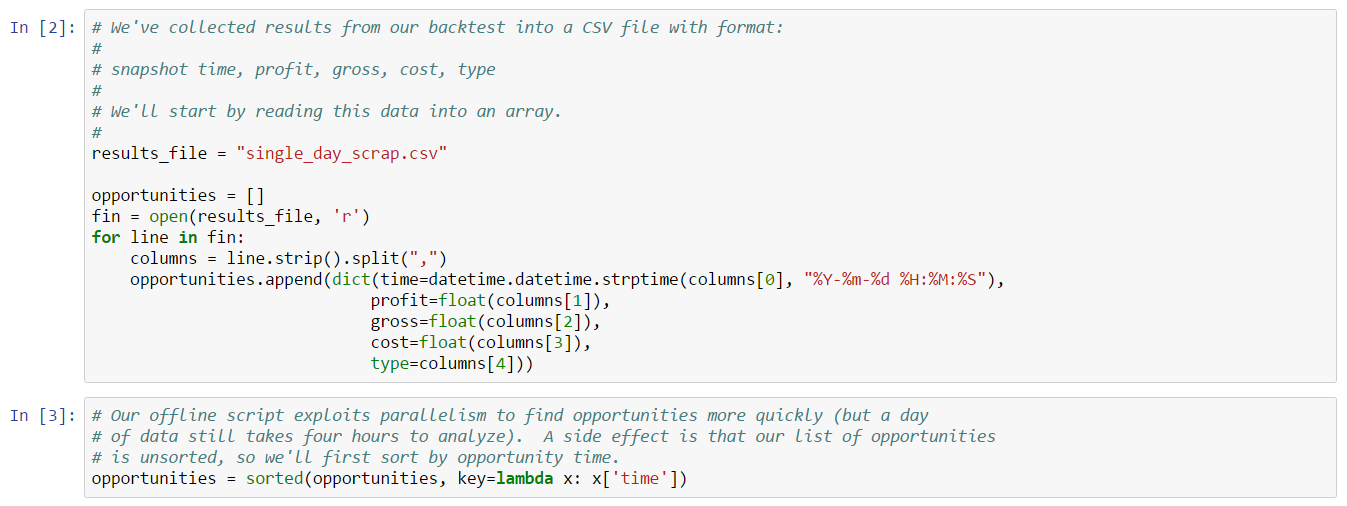 In [2]: # We've collected results from our backtest into a CSV file with format:
#
# snapshot time, profit, gross, cost, type
#
# We'll start by reading this data into an array.
#
results_file = "single_day_scrap.csv"

opportunities = []
fin = open(results_file, 'r')
for line in fin:
    columns = line.strip().split(",")
    opportunities.append(dict(time=datetime.datetime.strptime(columns[0], "%Y-%m-%d %H:%M:%S"),
                             profit=float(columns[1]),
                             gross=float(columns[2]),
                             cost=float(columns[3]),
                             type=columns[4]))
In [3]: # Our offline script exploits parallelism to find opportunities more quickly (but a day
# of data still takes four hours to analyze).  A side effect is that our list of opportunities
# is unsorted, so we'll first sort by opportunity time.
opportunities = sorted(opportunities, key=lambda x: x['time'])